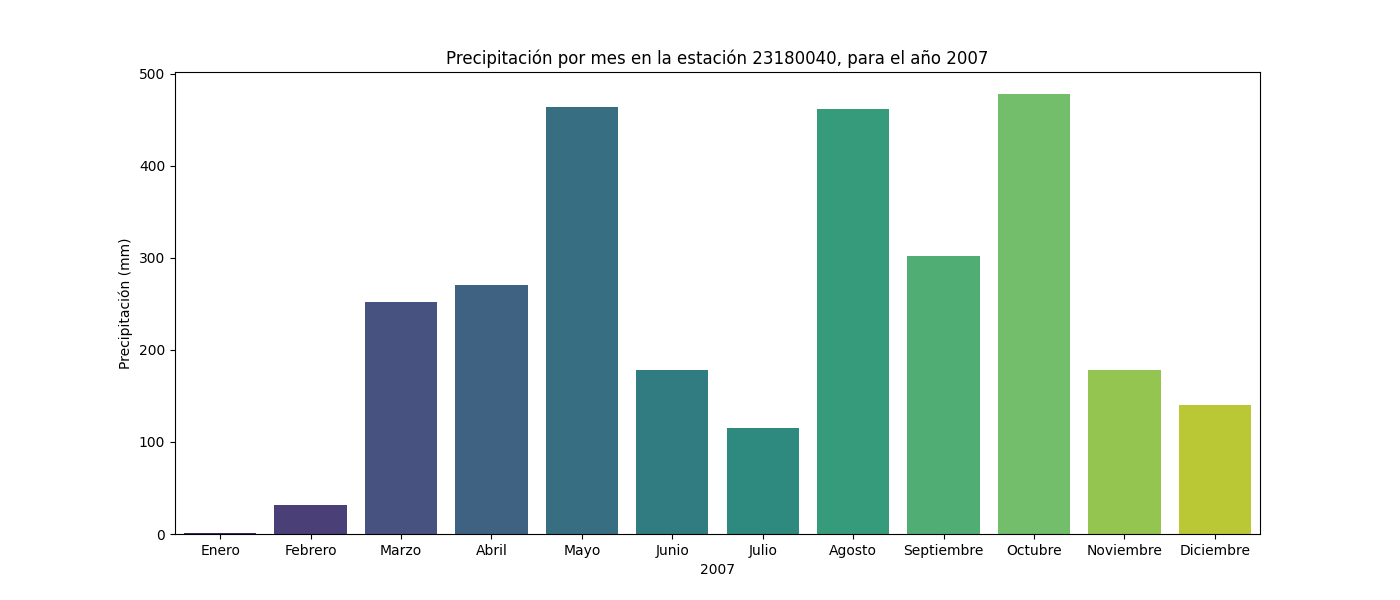 Precipitación por mes en la estación 23180040, para el año 2007
Precipitación (mm)
500
400
300
200
100
0
Enero Febrero Marzo Abril Mayo Junio Julio Agosto Septiembre Octubre Noviembre Diciembre
2007